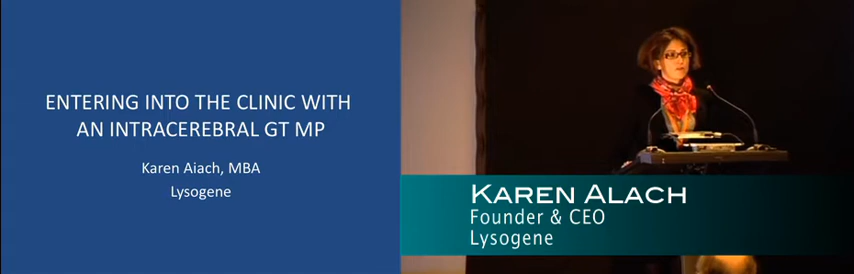 ENTERING INTO THE CLINIC WITH
AN INTRACEREBRAL GT MP
Karen Aiach, MBA
Lysogene
KAREN ALACH
Founder & CEO
Lysogene